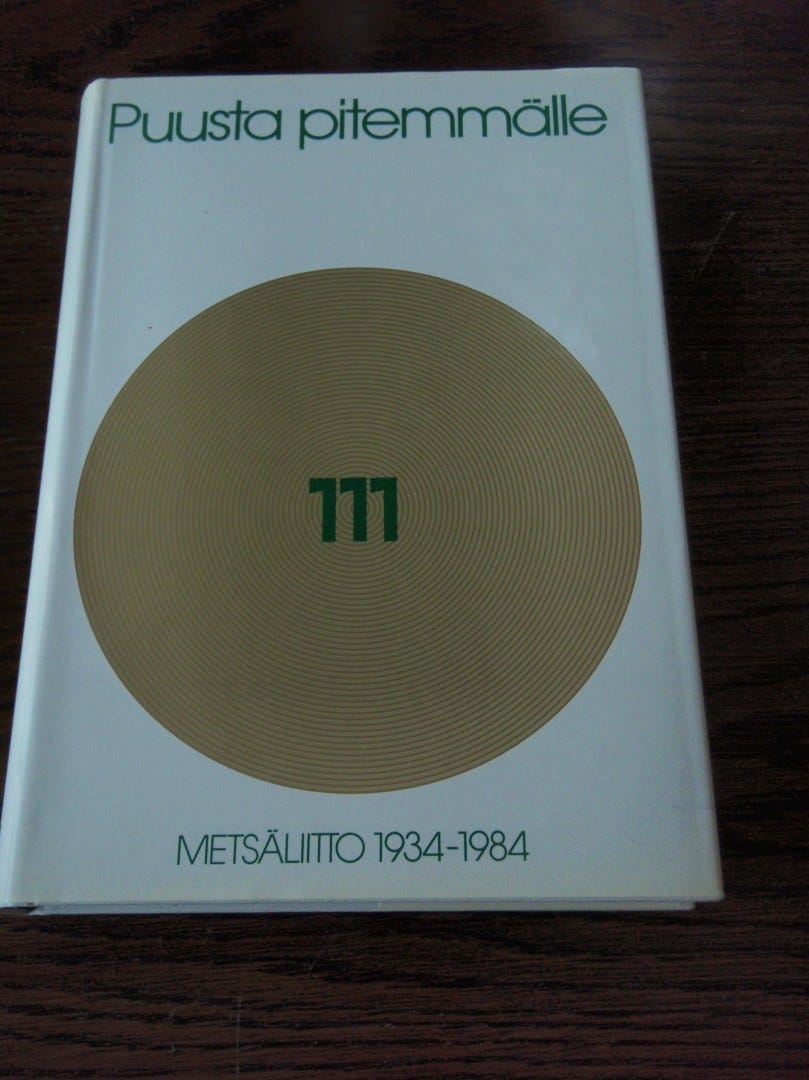 Puusta pitemmälle
111
METSÄLIITTO 1934-1984